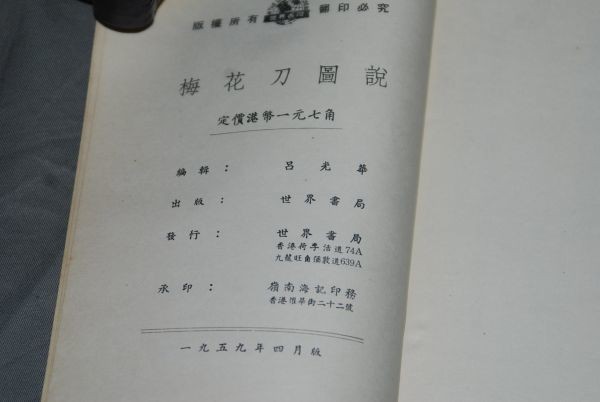 版權所有 翻印必究
梅花刀圖說
定價港幣一元七角
編輯：呂光華
出版：世界書局
發行：世界書局
香港荷李活道74A
九龍旺角彌敦道639A
承印：嶺南海記印務
香港維 街二十二號
一九五九年四月版